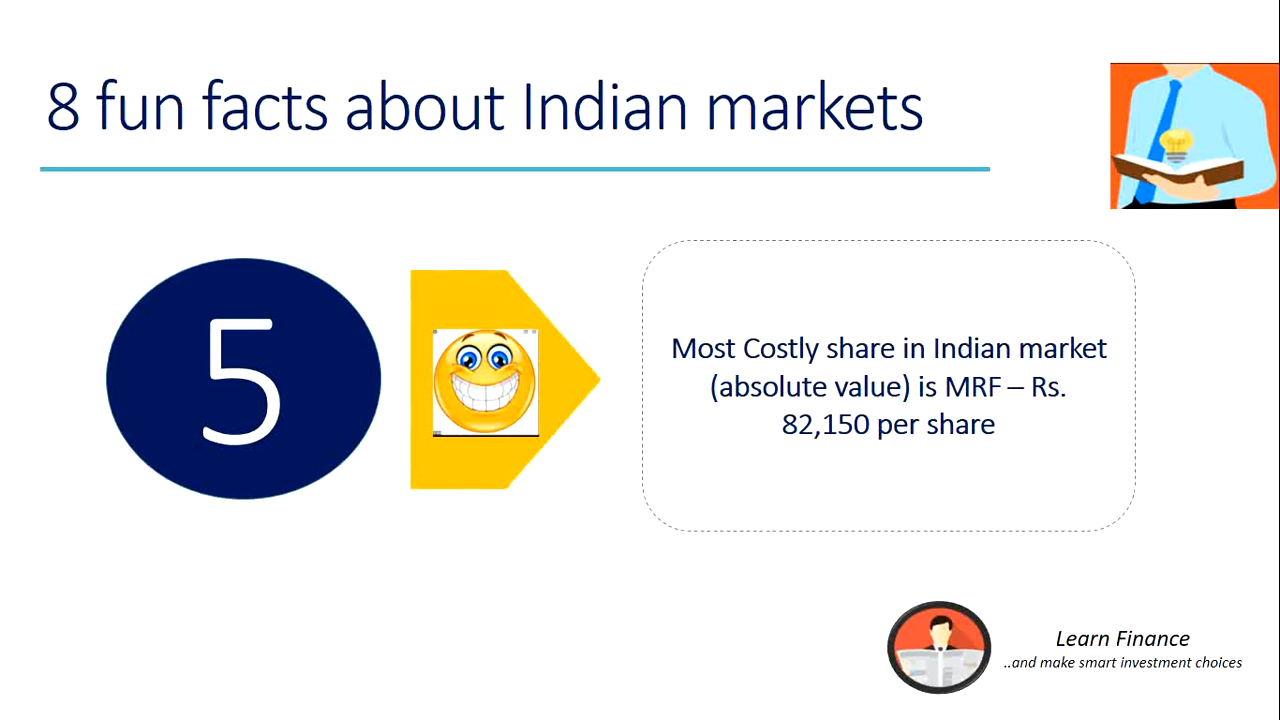 8 fun facts about Indian markets
5
Most Costly share in Indian market
(absolute value) is MRF – Rs.
82,150 per share
Learn Finance
..and make smart investment choices